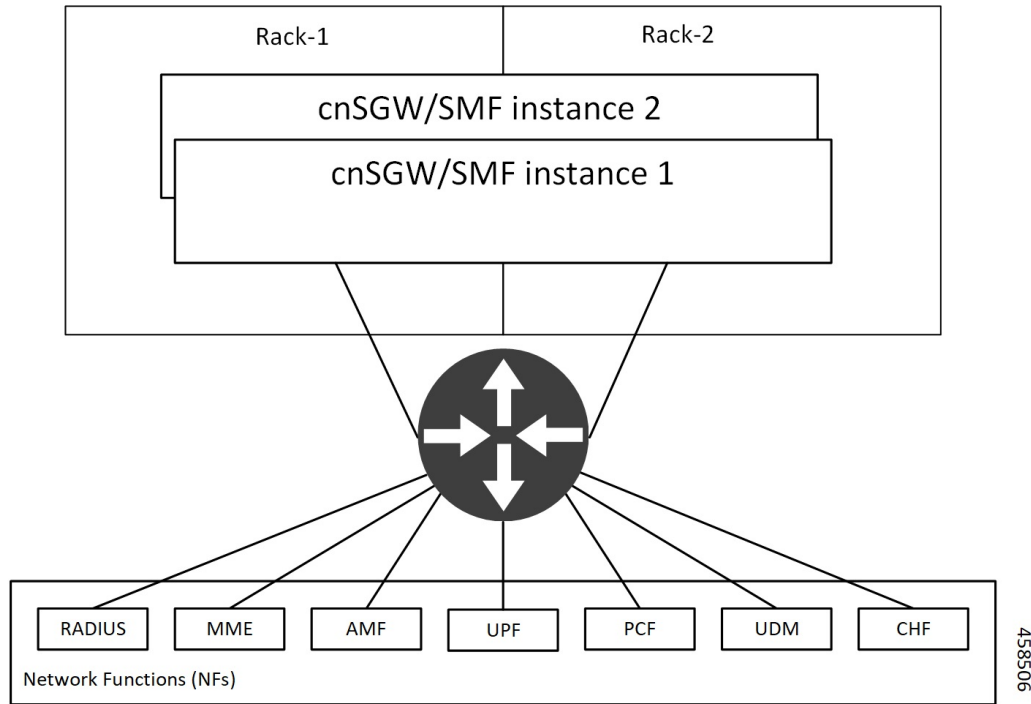 Rack-1
Rack-2
cnSGW/SMF instance 2
cnSGW/SMF instance 1
RADIUS
MME
AMF
UPF
PCF
UDM
CHF
Network Functions (NFs)
458506